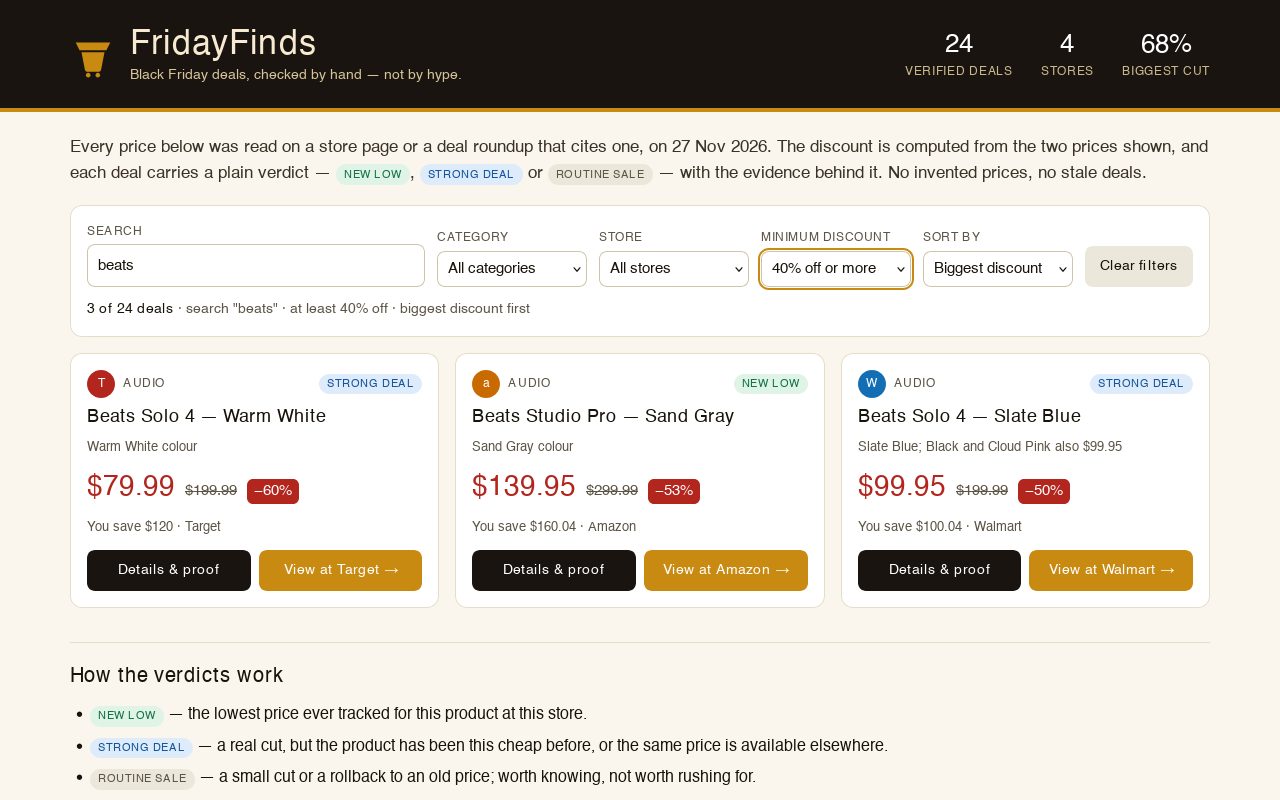 FridayFinds
Black Friday deals, checked by hand — not by hype.
24
VERIFIED DEALS
4
STORES
68%
BIGGEST CUT
Every price below was read on a store page or a deal roundup that cites one, on 27 Nov 2026. The discount is computed from the two prices shown, and
each deal carries a plain verdict — NEW LOW, STRONG DEAL or ROUTINE SALE — with the evidence behind it. No invented prices, no stale deals.
SEARCH
beats
CATEGORY
All categories
STORE
All stores
MINIMUM DISCOUNT
40% off or more
SORT BY
Biggest discount
Clear filters
3 of 24 deals · search "beats" · at least 40% off · biggest discount first
T AUDIO STRONG DEAL
Beats Solo 4 — Warm White
Warm White colour
$79.99 $199.99 −60%
You save $120 · Target
Details & proof View at Target →
a AUDIO NEW LOW
Beats Studio Pro — Sand Gray
Sand Gray colour
$139.95 $299.99 −53%
You save $160.04 · Amazon
Details & proof View at Amazon →
W AUDIO STRONG DEAL
Beats Solo 4 — Slate Blue
Slate Blue; Black and Cloud Pink also $99.95
$99.95 $199.99 −50%
You save $100.04 · Walmart
Details & proof View at Walmart →
How the verdicts work
• NEW LOW — the lowest price ever tracked for this product at this store.
• STRONG DEAL — a real cut, but the product has been this cheap before, or the same price is available elsewhere.
• ROUTINE SALE — a small cut or a rollback to an old price; worth knowing, not worth rushing for.